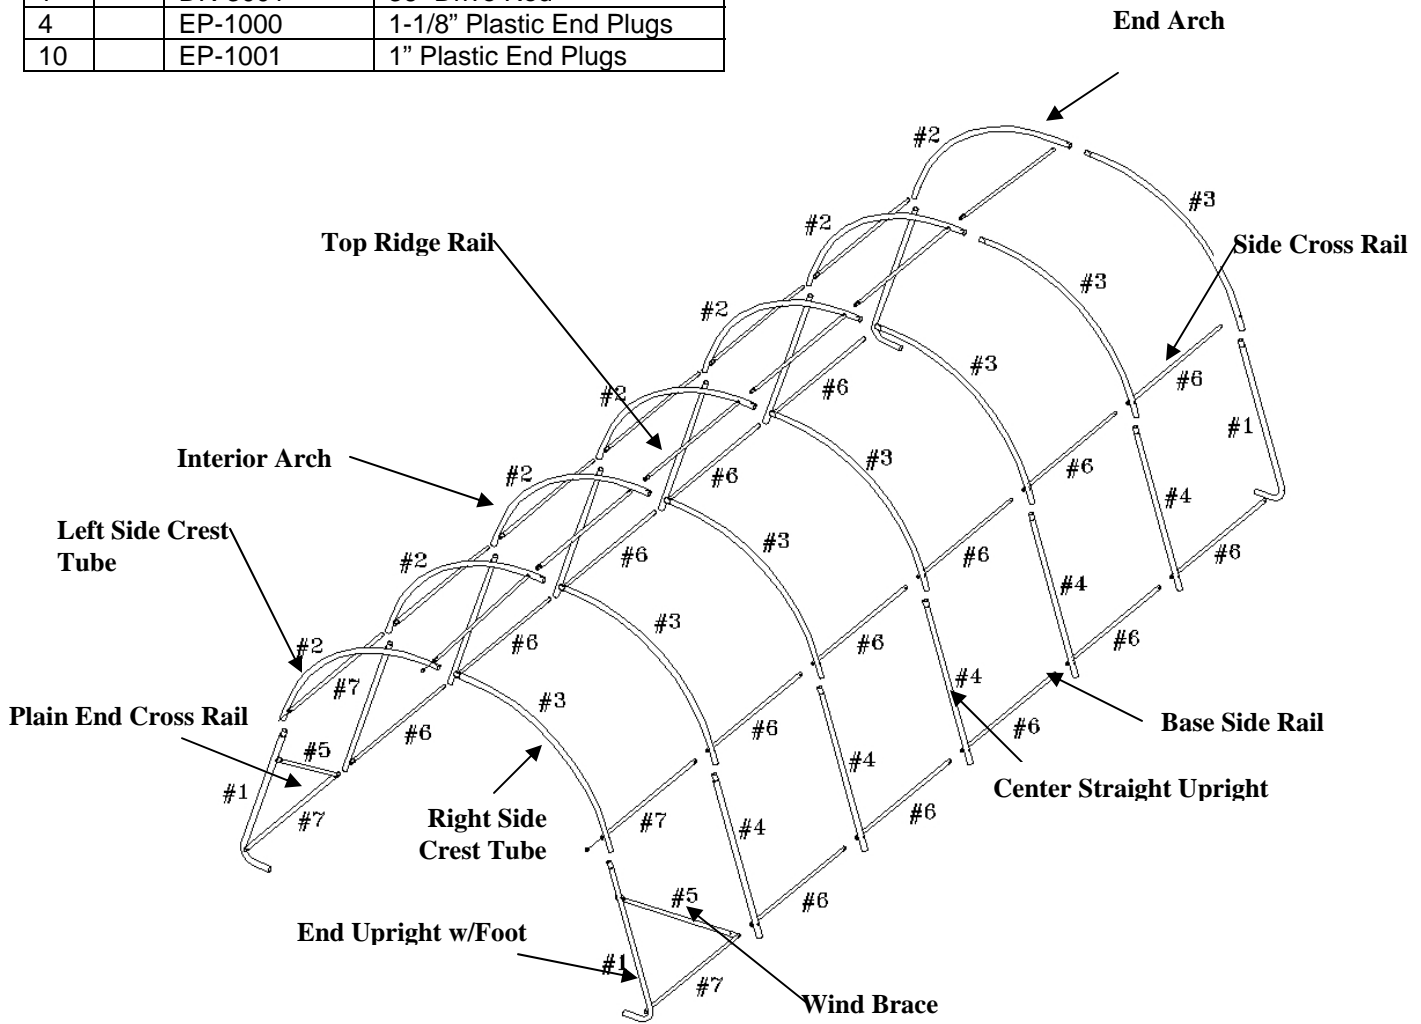 4 EP-1000 1-1/8” Plastic End Plugs
10 EP-1001 1” Plastic End Plugs
End Arch
#2
#3
#2
Top Ridge Rail
Side Cross Rail
#3
#2
#3
#6
#6
#2
#1
#3
Interior Arch
#6
#6
#2
#4
Left Side Crest
Tube
#3
#6
#6
#6
#2
#4
#3
#6
#6
#2
#6
#4
#7
#3
Plain End Cross Rail
#6
#6
#6
Base Side Rail
#5
#4
Center Straight Upright
#1
#7
#7
#4
#6
Right Side
Crest Tube
#5
#6
End Upright w/Foot
#1
#7
Wind Brace